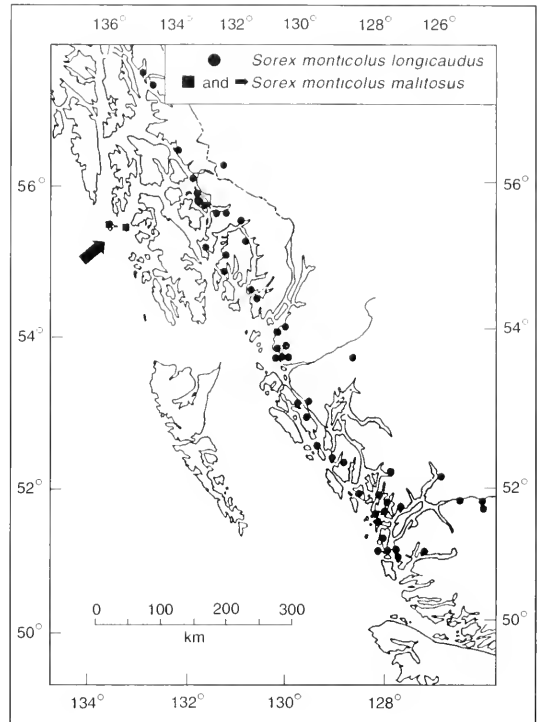 136° 134° 132° 130° 128° 126°
● Sorex monticolus longicaudus
■ and ➡ Sorex monticolus malitosus
56° 56°
54° 54°
52° 52°
0 100 200 300
km
50° 50°
134° 132° 130° 128°